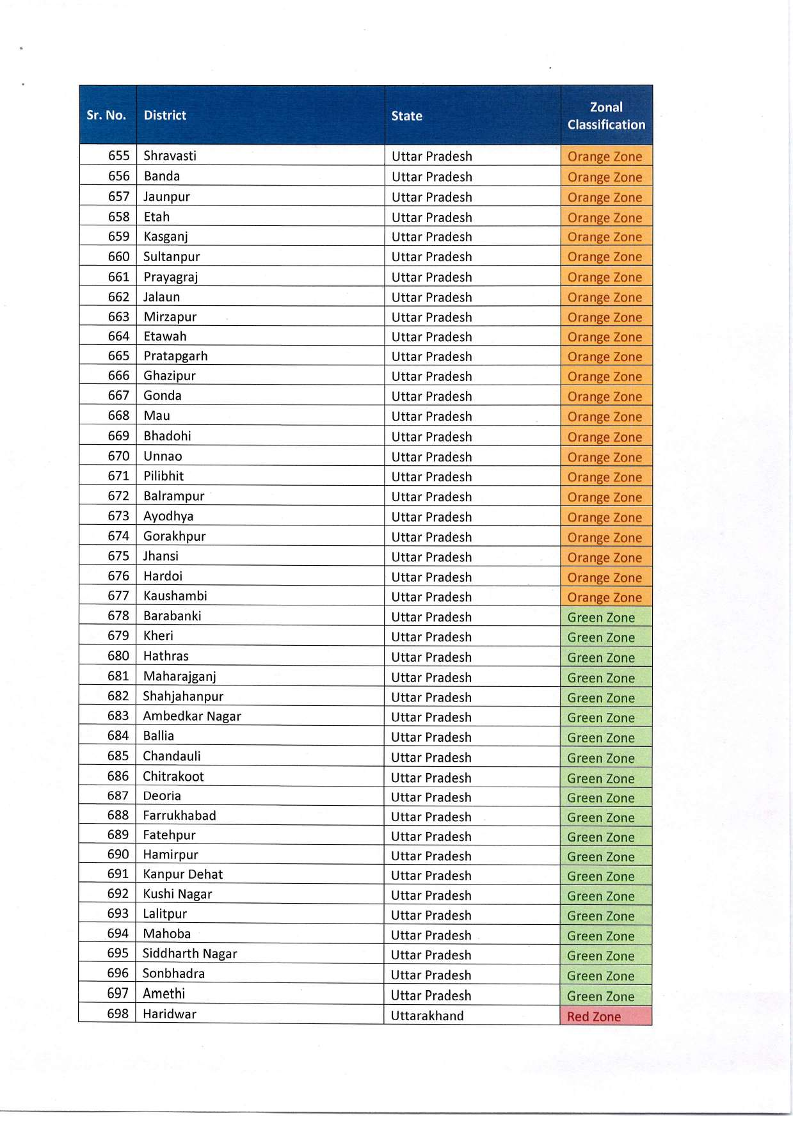 Sr. No. District State Zonal Classification
655 Shravasti Uttar Pradesh Orange Zone
656 Banda Uttar Pradesh Orange Zone
657 Jaunpur Uttar Pradesh Orange Zone
658 Etah Uttar Pradesh Orange Zone
659 Kasganj Uttar Pradesh Orange Zone
660 Sultanpur Uttar Pradesh Orange Zone
661 Prayagraj Uttar Pradesh Orange Zone
662 Jalaun Uttar Pradesh Orange Zone
663 Mirzapur Uttar Pradesh Orange Zone
664 Etawah Uttar Pradesh Orange Zone
665 Pratapgarh Uttar Pradesh Orange Zone
666 Ghazipur Uttar Pradesh Orange Zone
667 Gonda Uttar Pradesh Orange Zone
668 Mau Uttar Pradesh Orange Zone
669 Bhadohi Uttar Pradesh Orange Zone
670 Unnao Uttar Pradesh Orange Zone
671 Pilibhit Uttar Pradesh Orange Zone
672 Balrampur Uttar Pradesh Orange Zone
673 Ayodhya Uttar Pradesh Orange Zone
674 Gorakhpur Uttar Pradesh Orange Zone
675 Jhansi Uttar Pradesh Orange Zone
676 Hardoi Uttar Pradesh Orange Zone
677 Kaushambi Uttar Pradesh Orange Zone
678 Barabanki Uttar Pradesh Green Zone
679 Kheri Uttar Pradesh Green Zone
680 Hathras Uttar Pradesh Green Zone
681 Maharajganj Uttar Pradesh Green Zone
682 Shahjahanpur Uttar Pradesh Green Zone
683 Ambedkar Nagar Uttar Pradesh Green Zone
684 Ballia Uttar Pradesh Green Zone
685 Chandauli Uttar Pradesh Green Zone
686 Chitrakoot Uttar Pradesh Green Zone
687 Deoria Uttar Pradesh Green Zone
688 Farrukhabad Uttar Pradesh Green Zone
689 Fatehpur Uttar Pradesh Green Zone
690 Hamirpur Uttar Pradesh Green Zone
691 Kanpur Dehat Uttar Pradesh Green Zone
692 Kushi Nagar Uttar Pradesh Green Zone
693 Lalitpur Uttar Pradesh Green Zone
694 Mahoba Uttar Pradesh Green Zone
695 Siddharth Nagar Uttar Pradesh Green Zone
696 Sonbhadra Uttar Pradesh Green Zone
697 Amethi Uttar Pradesh Green Zone
698 Haridwar Uttarakhand Red Zone